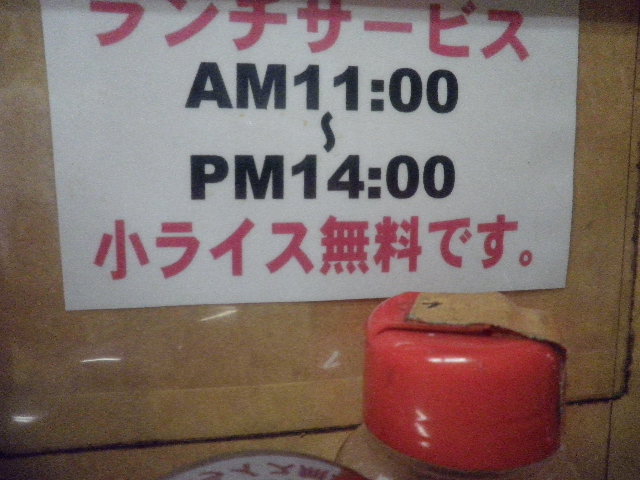 ランチサービス
AM11:00
〜
PM14:00
小ライス無料です。